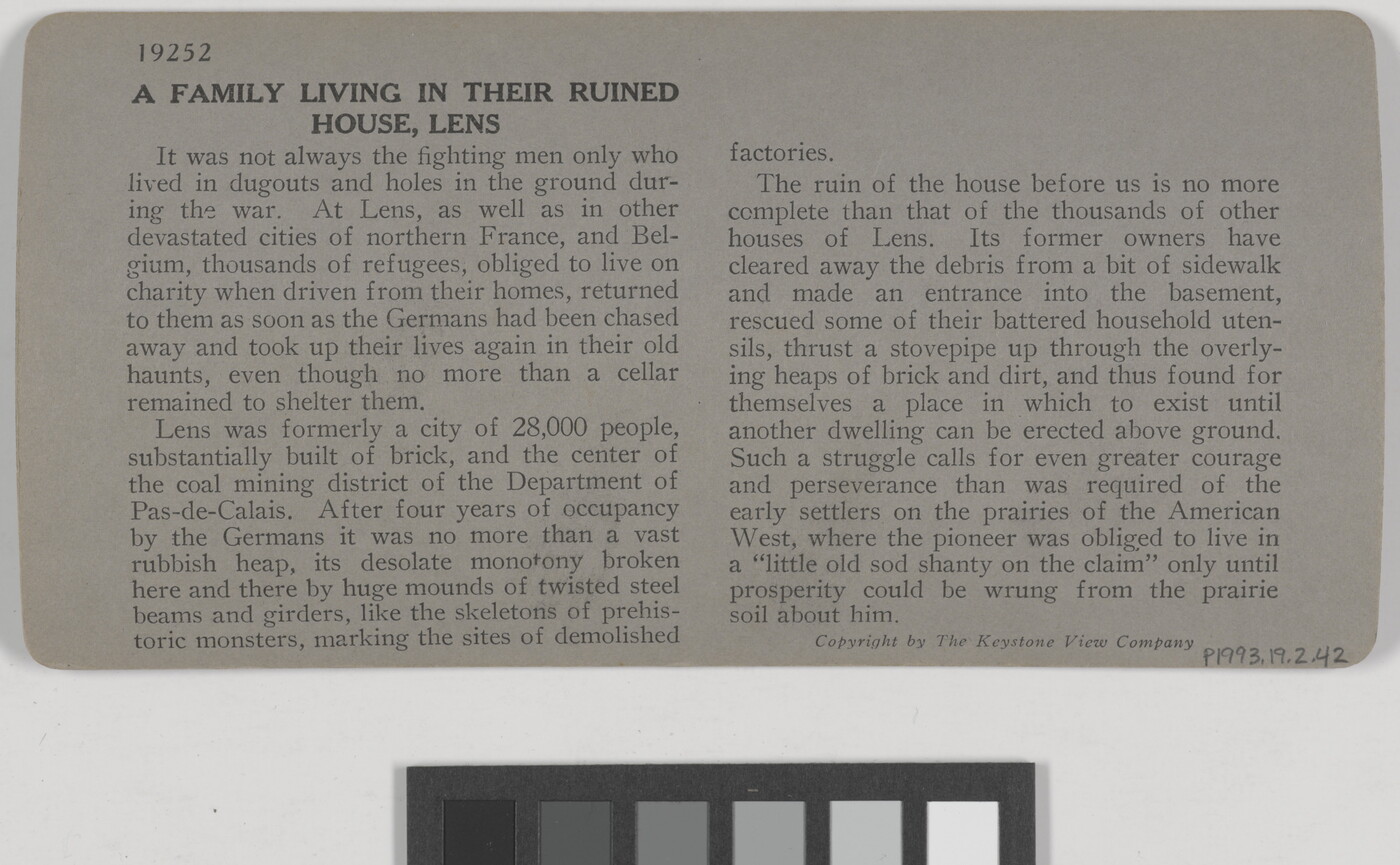 19252
A FAMILY LIVING IN THEIR RUINED
HOUSE, LENS
It was not always the fighting men only who
lived in dugouts and holes in the ground dur-
ing the war. At Lens, as well as in other
devastated cities of northern France, and Bel-
gium, thousands of refugees, obliged to live on
charity when driven from their homes, returned
to them as soon as the Germans had been chased
away and took up their lives again in their old
haunts, even though no more than a cellar
remained to shelter them.
Lens was formerly a city of 28,000 people,
substantially built of brick, and the center of
the coal mining district of the Department of
Pas-de-Calais. After four years of occupancy
by the Germans it was no more than a vast
rubbish heap, its desolate monotony broken
here and there by huge mounds of twisted steel
beams and girders, like the skeletons of prehis-
toric monsters, marking the sites of demolished
factories.
The ruin of the house before us is no more
complete than that of the thousands of other
houses of Lens. Its former owners have
cleared away the debris from a bit of sidewalk
and made an entrance into the basement,
rescued some of their battered household uten-
sils, thrust a stovepipe up through the overly-
ing heaps of brick and dirt, and thus found for
themselves a place in which to exist until
another dwelling can be erected above ground.
Such a struggle calls for even greater courage
and perseverance than was required of the
early settlers on the prairies of the American
West, where the pioneer was obliged to live in
a “little old sod shanty on the claim” only until
prosperity could be wrung from the prairie
soil about him.
Copyright by The Keystone View Company
P1993.19.2.42